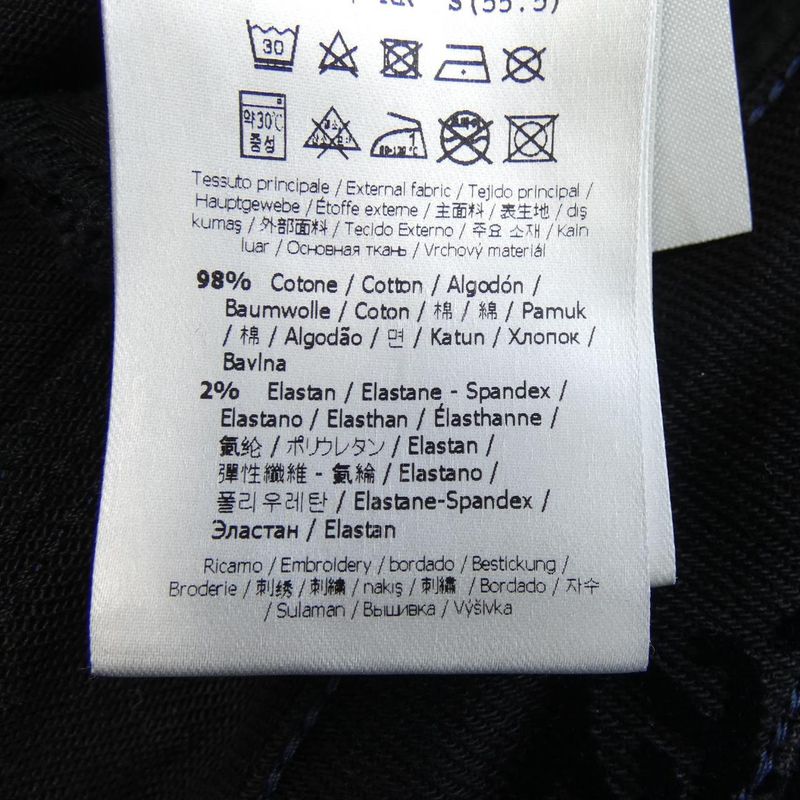 S(55.5)
30
약30℃
중성
Tessuto principale / External fabric / Tejido principal /
Hauptgewebe / Étoffe externe / 主面料 / 表生地 / dış
kumaş / 外部面料 / Tecido Externo / 주요 소재 / Kain
luar / Основная ткань / Vrchový materiál
98% Cotone / Cotton / Algodón /
Baumwolle / Coton / 棉 / 綿 / Pamuk
/ 棉 / Algodão / 면 / Katun / Хлопок /
Bavlna
2% Elastan / Elastane - Spandex /
Elastano / Elasthan / Élasthanne /
氨纶 / ポリウレタン / Elastan /
彈性纖維 - 氨綸 / Elastano /
폴리우레탄 / Elastane-Spandex /
Эластан / Elastan
Ricamo / Embroidery / bordado / Bestickung /
Broderie / 刺绣 / 刺繍 / nakış / 刺繡 / Bordado / 자수
/ Sulaman / Вышивка / Výšivka